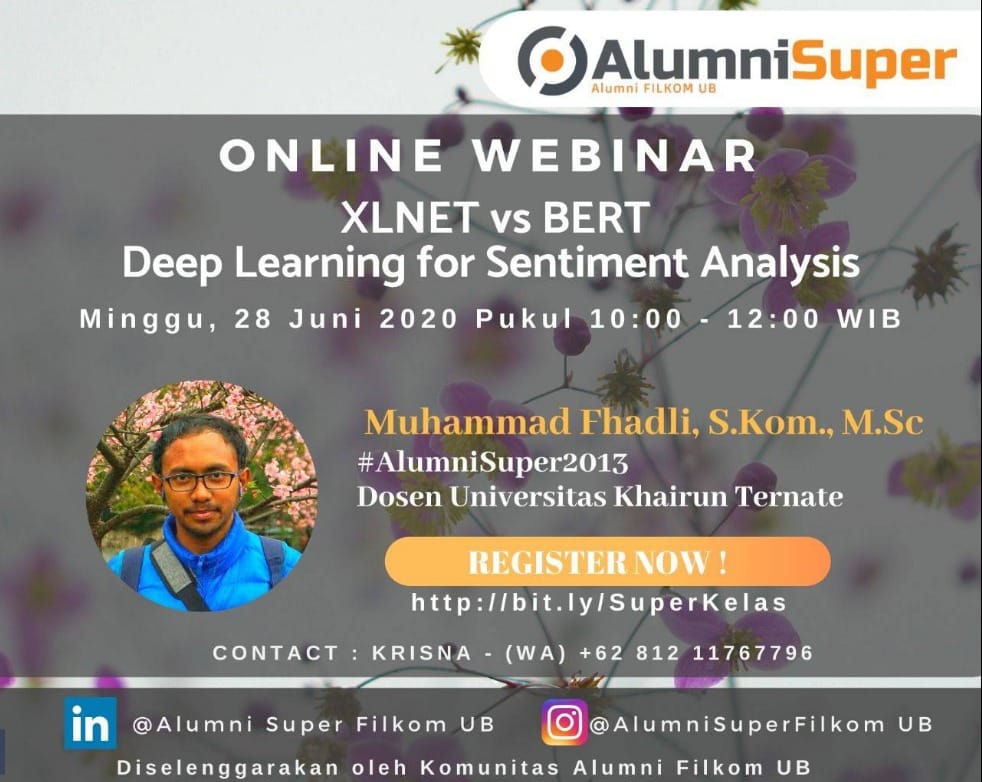 AlumniSuper
Alumni FILKOM UB
ONLINE WEBINAR
XLNET vs BERT
Deep Learning for Sentiment Analysis
Minggu, 28 Juni 2020 Pukul 10:00 - 12:00 WIB
Muhammad Fhadli, S.Kom., M.Sc
#AlumniSuper2013
Dosen Universitas Khairun Ternate
REGISTER NOW !
http://bit.ly/SuperKelas
CONTACT : KRISNA - (WA) +62 812 11767796
in @Alumni Super Filkom UB @AlumniSuperFilkom UB
Diselenggarakan oleh Komunitas Alumni Filkom UB